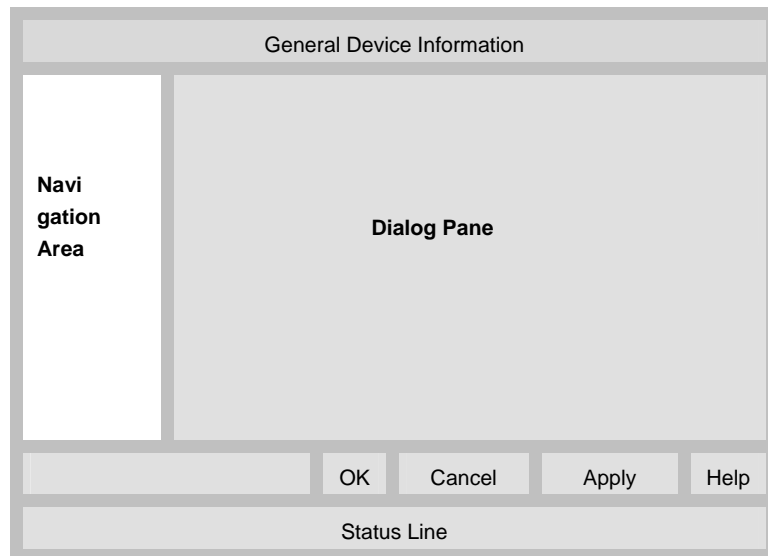 General Device Information
Navi
gation
Area
Dialog Pane
OK
Cancel
Apply
Help
Status Line